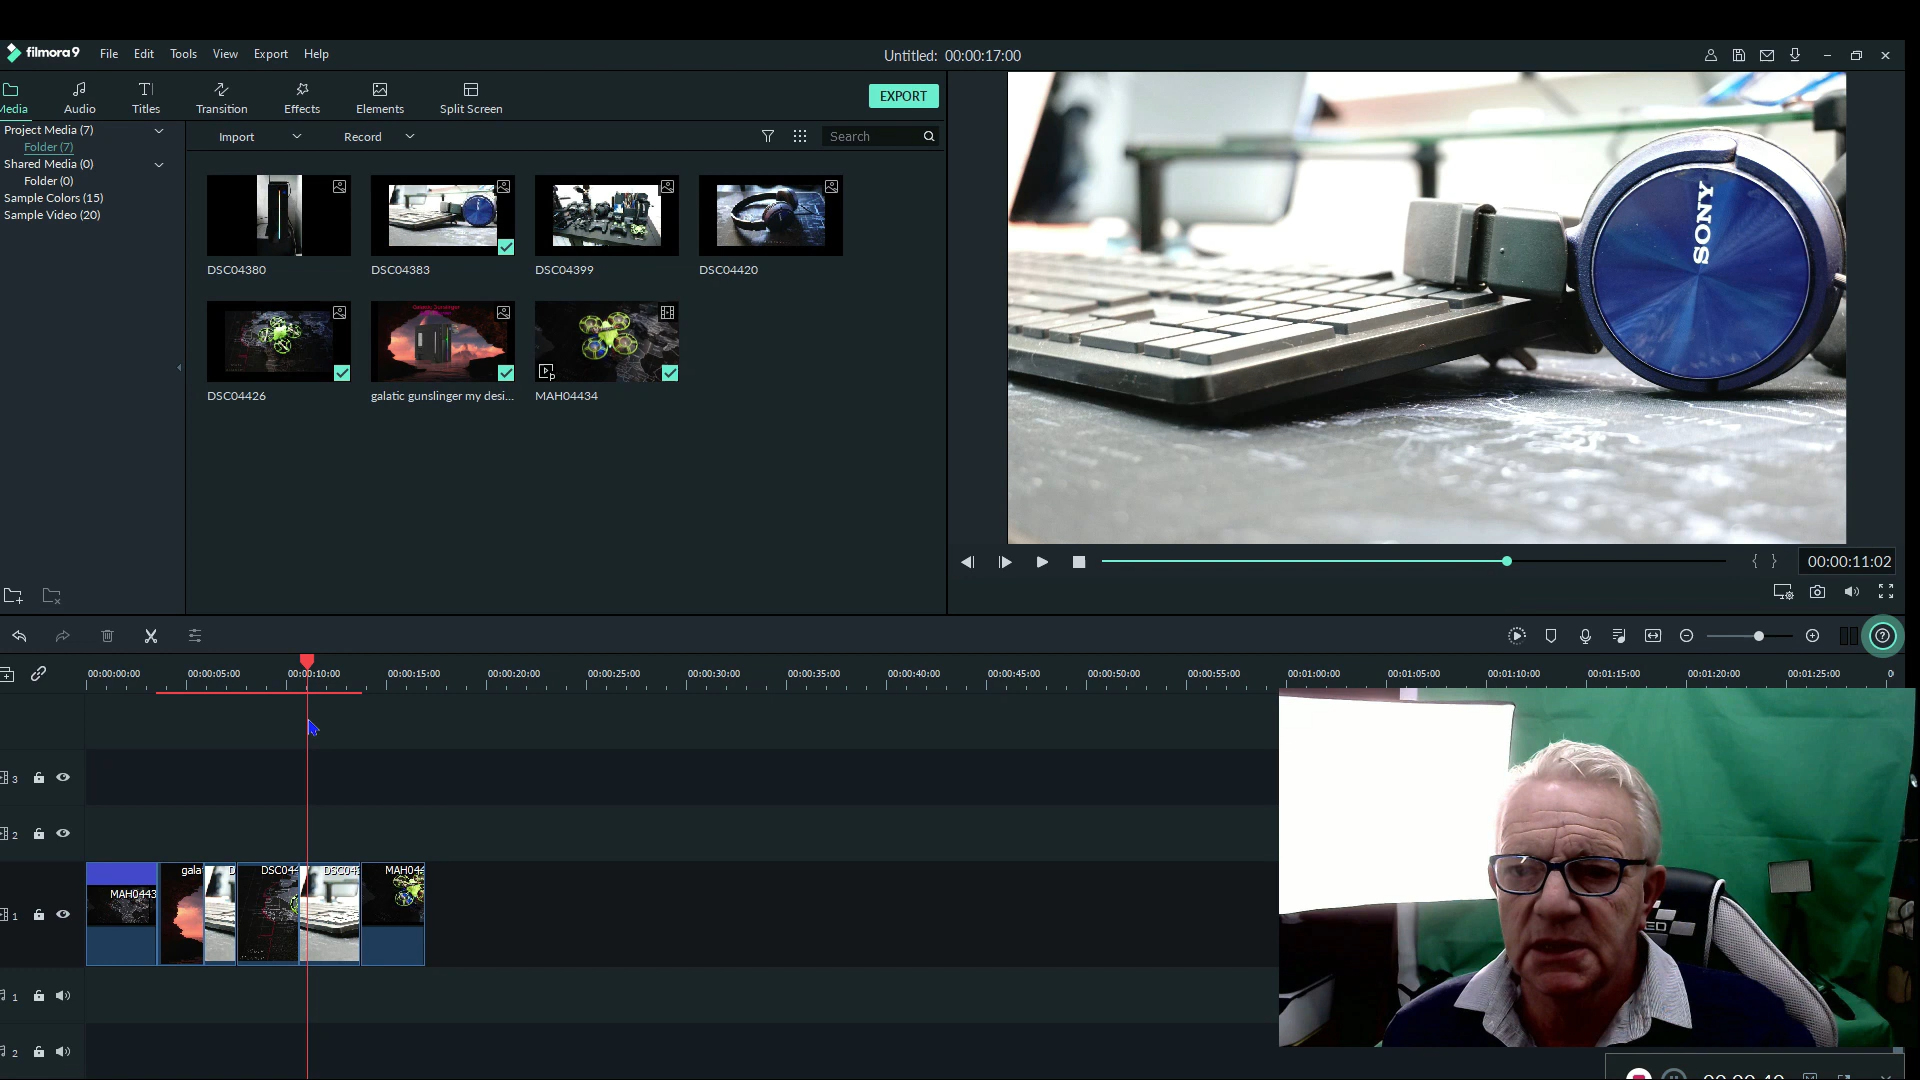 filmora9 File Edit Tools View Export Help
Untitled: 00:00:17:00
Media Audio Titles Transition Effects Elements Split Screen
EXPORT
Project Media (7)
Folder (7)
Shared Media (0)
Folder (0)
Sample Colors (15)
Sample Video (20)
Import Record
Search
DSC04380 DSC04383 DSC04399 DSC04420
DSC04426 galatic gunslinger my desi... MAH04434
SONY
00:00:11:02
00:00:00:00 00:00:05:00 00:00:10:00 00:00:15:00 00:00:20:00 00:00:25:00 00:00:30:00 00:00:35:00 00:00:40:00 00:00:45:00 00:00:50:00 00:00:55:00 00:01:00:00 00:01:05:00 00:01:10:00 00:01:15:00 00:01:20:00 00:01:25:00
3
2
MAH0443 gala D DSC04 DSC04 MAH04
1
1
2